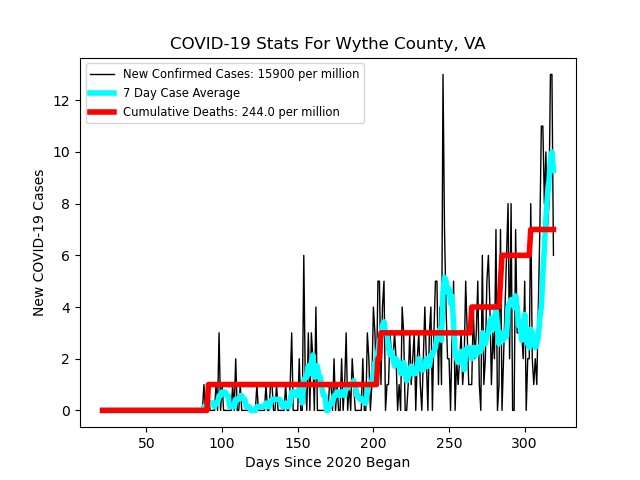 COVID-19 Stats For Wythe County, VA
New Confirmed Cases: 15900 per million
7 Day Case Average
Cumulative Deaths: 244.0 per million
12
10
8
6
4
2
0
New COVID-19 Cases
50 100 150 200 250 300
Days Since 2020 Began